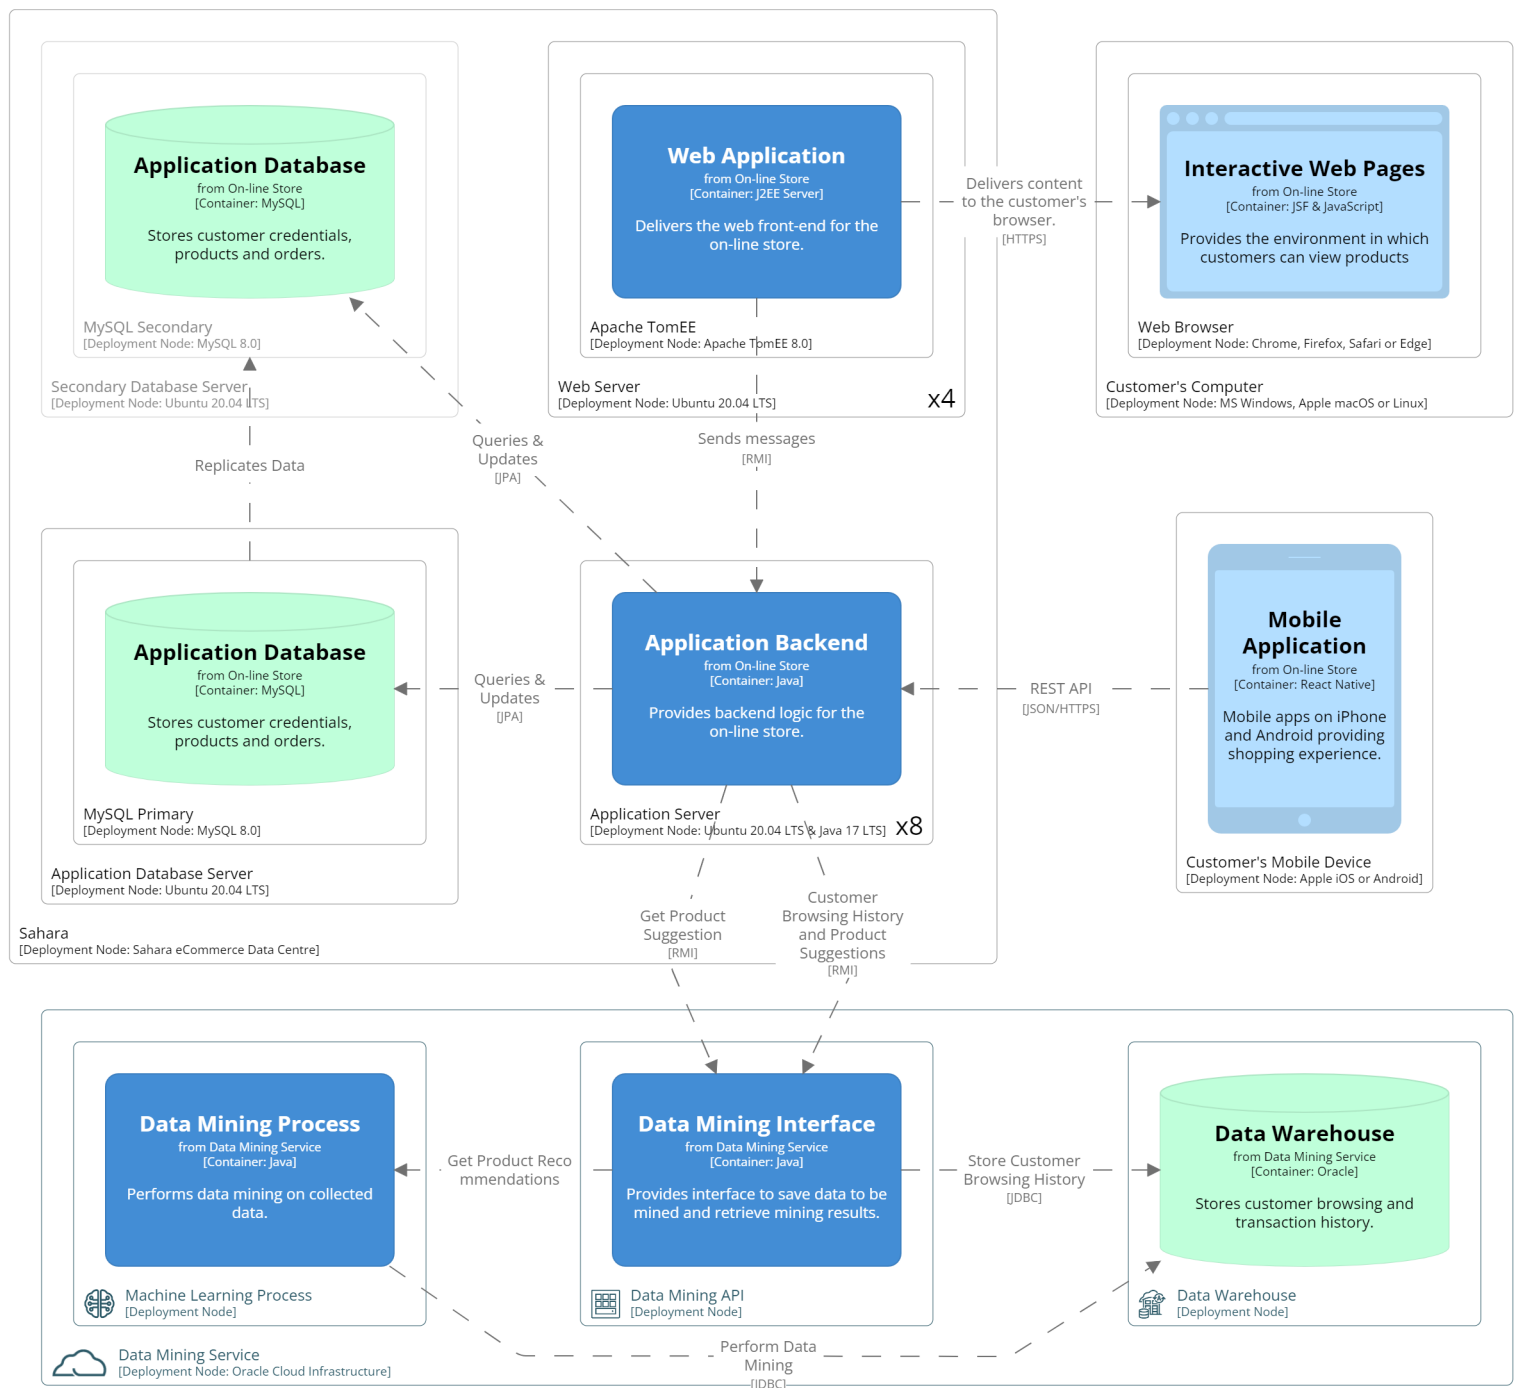 Application Database
from On-line Store
[Container: MySQL]
Stores customer credentials,
products and orders.
MySQL Secondary
[Deployment Node: MySQL 8.0]
Secondary Database Server
[Deployment Node: Ubuntu 20.04 LTS]
Web Application
from On-line Store
[Container: J2EE Server]
Delivers the web front-end for the
on-line store.
Apache TomEE
[Deployment Node: Apache TomEE 8.0]
Web Server
[Deployment Node: Ubuntu 20.04 LTS]
x4
Delivers content
to the customer's
browser.
[HTTPS]
Interactive Web Pages
from On-line Store
[Container: JSF & JavaScript]
Provides the environment in which
customers can view products
Web Browser
[Deployment Node: Chrome, Firefox, Safari or Edge]
Customer's Computer
[Deployment Node: MS Windows, Apple macOS or Linux]
Replicates Data
Queries &
Updates
[JPA]
Sends messages
[RMI]
Application Database
from On-line Store
[Container: MySQL]
Stores customer credentials,
products and orders.
MySQL Primary
[Deployment Node: MySQL 8.0]
Application Database Server
[Deployment Node: Ubuntu 20.04 LTS]
Queries &
Updates
[JPA]
Application Backend
from On-line Store
[Container: Java]
Provides backend logic for the
on-line store.
Application Server
[Deployment Node: Ubuntu 20.04 LTS & Java 17 LTS]
x8
REST API
[JSON/HTTPS]
Mobile
Application
from On-line Store
[Container: React Native]
Mobile apps on iPhone
and Android providing
shopping experience.
Customer's Mobile Device
[Deployment Node: Apple iOS or Android]
Sahara
[Deployment Node: Sahara eCommerce Data Centre]
Get Product
Suggestion
[RMI]
Customer
Browsing History
and Product
Suggestions
[RMI]
Data Mining Process
from Data Mining Service
[Container: Java]
Performs data mining on collected
data.
Machine Learning Process
[Deployment Node]
Get Product Reco
mmendations
Data Mining Interface
from Data Mining Service
[Container: Java]
Provides interface to save data to be
mined and retrieve mining results.
Data Mining API
[Deployment Node]
Store Customer
Browsing History
[JDBC]
Data Warehouse
from Data Mining Service
[Container: Oracle]
Stores customer browsing and
transaction history.
Data Warehouse
[Deployment Node]
Perform Data
Mining
[JDBC]
Data Mining Service
[Deployment Node: Oracle Cloud Infrastructure]